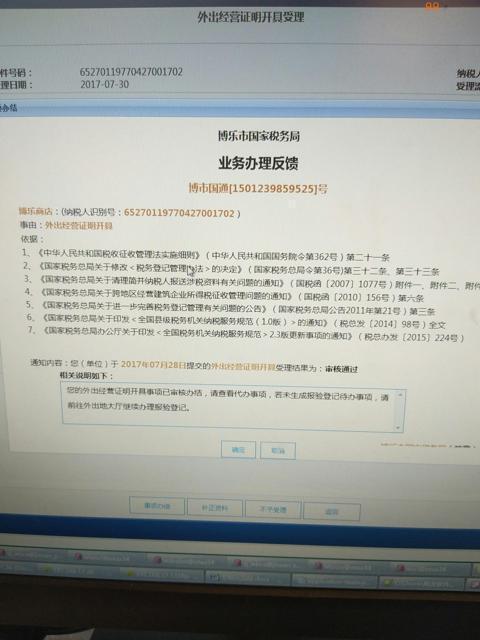 99
外出经营证明开具受理
件号码： 65270119770427001702 纳税人
理日期： 2017-07-30 受理
办结
博乐市国家税务局
业务办理反馈
博市国通[1501239859525]号
博乐商店：(纳税人识别号：65270119770427001702 )
事由：外出经营证明开具
依据：
1、《中华人民共和国税收征收管理法实施细则》（ 中华人民共和国国务院令第362号 ）第二十一条
2、《国家税务总局关于修改＜税务登记管理办法＞的决定》（ 国家税务总局令第36号)第三十二条、第三十三条
3、《国家税务总局关于清理简并纳税人报送涉税资料有关问题的通知》（ 国税函［2007］1077号 ）附件一、附件二、附件
4、《国家税务总局关于跨地区经营建筑企业所得税征收管理问题的通知》（ 国税函［2010］156号 ）第六条
5、《国家税务总局关于进一步完善税务登记管理有关问题的公告》（ 国家税务总局公告2011年第21号 ）第三条
6、《国家税务总局关于印发＜全国县级税务机关纳税服务规范（1.0版）＞的通知》（ 税总发［2014］98号 ）全文
7、《国家税务总局办公厅关于印发＜全国税务机关纳税服务规范＞2.3版更新事项的通知》（ 税总办发［2015］224号 ）
通知内容：您（单位）于 2017年07月28日提交的外出经营证明开具受理结果为：审核通过
相关说明如下：
您的外出经营证明开具事项已审核办结，请查看代办事项，若未生成报验登记待办事项，请
前往外出地大厅继续办理报验登记。
确定 取消
事项办结 补正资料 不予受理 返回